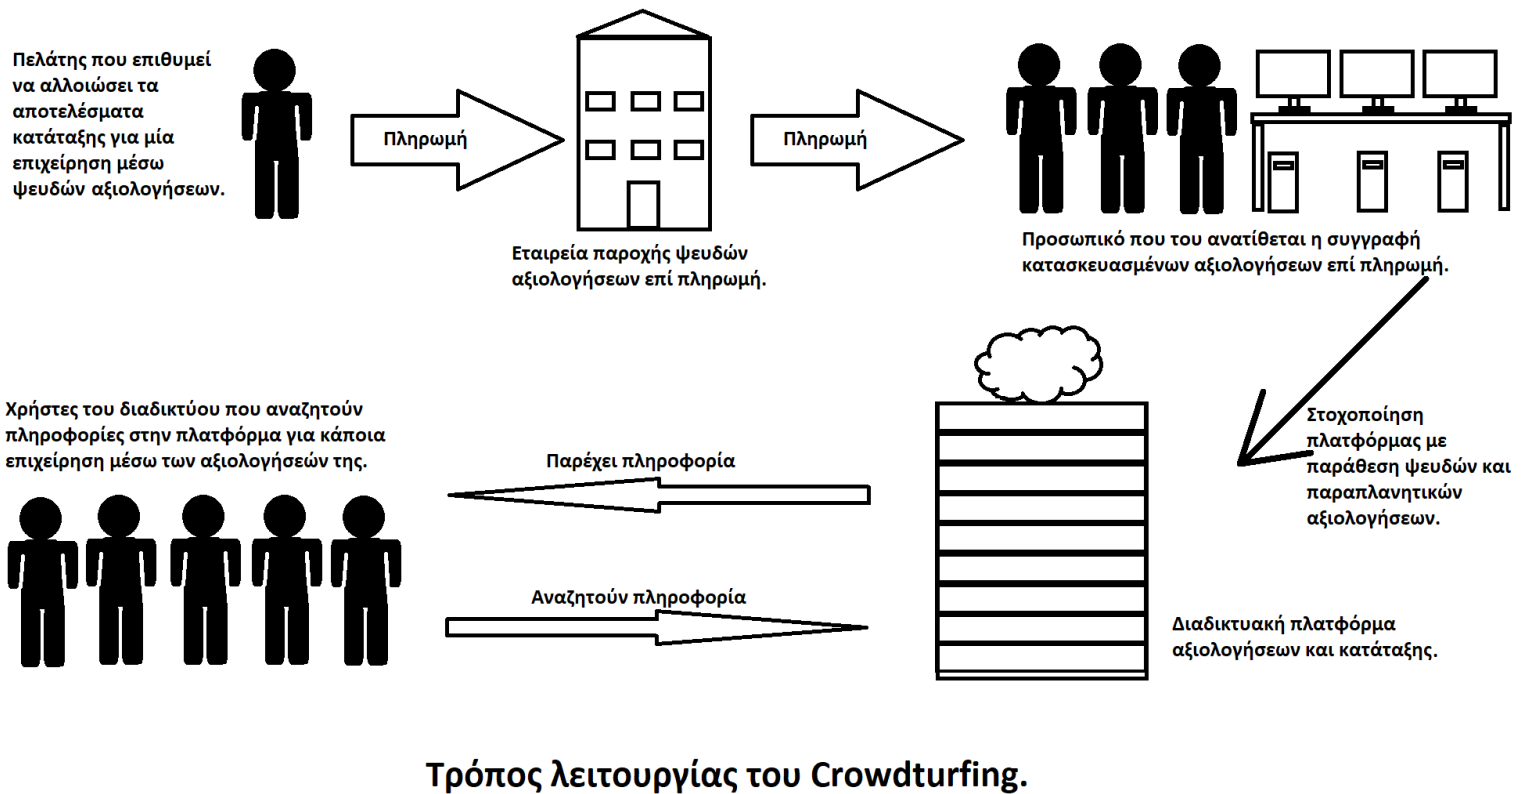 Πελάτης που επιθυμεί
να αλλοιώσει τα
αποτελέσματα
κατάταξης για μία
επιχείρηση μέσω
ψευδών αξιολογήσεων.
Πληρωμή
Εταιρεία παροχής ψευδών
αξιολογήσεων επί πληρωμή.
Πληρωμή
Προσωπικό που του ανατίθεται η συγγραφή
κατασκευασμένων αξιολογήσεων επί πληρωμή.
Στοχοποίηση
πλατφόρμας με
παράθεση ψευδών και
παραπλανητικών
αξιολογήσεων.
Διαδικτυακή πλατφόρμα
αξιολογήσεων και κατάταξης.
Χρήστες του διαδικτύου που αναζητούν
πληροφορίες στην πλατφόρμα για κάποια
επιχείρηση μέσω των αξιολογήσεών της.
Παρέχει πληροφορία
Αναζητούν πληροφορία
Τρόπος λειτουργίας του Crowdturfing.